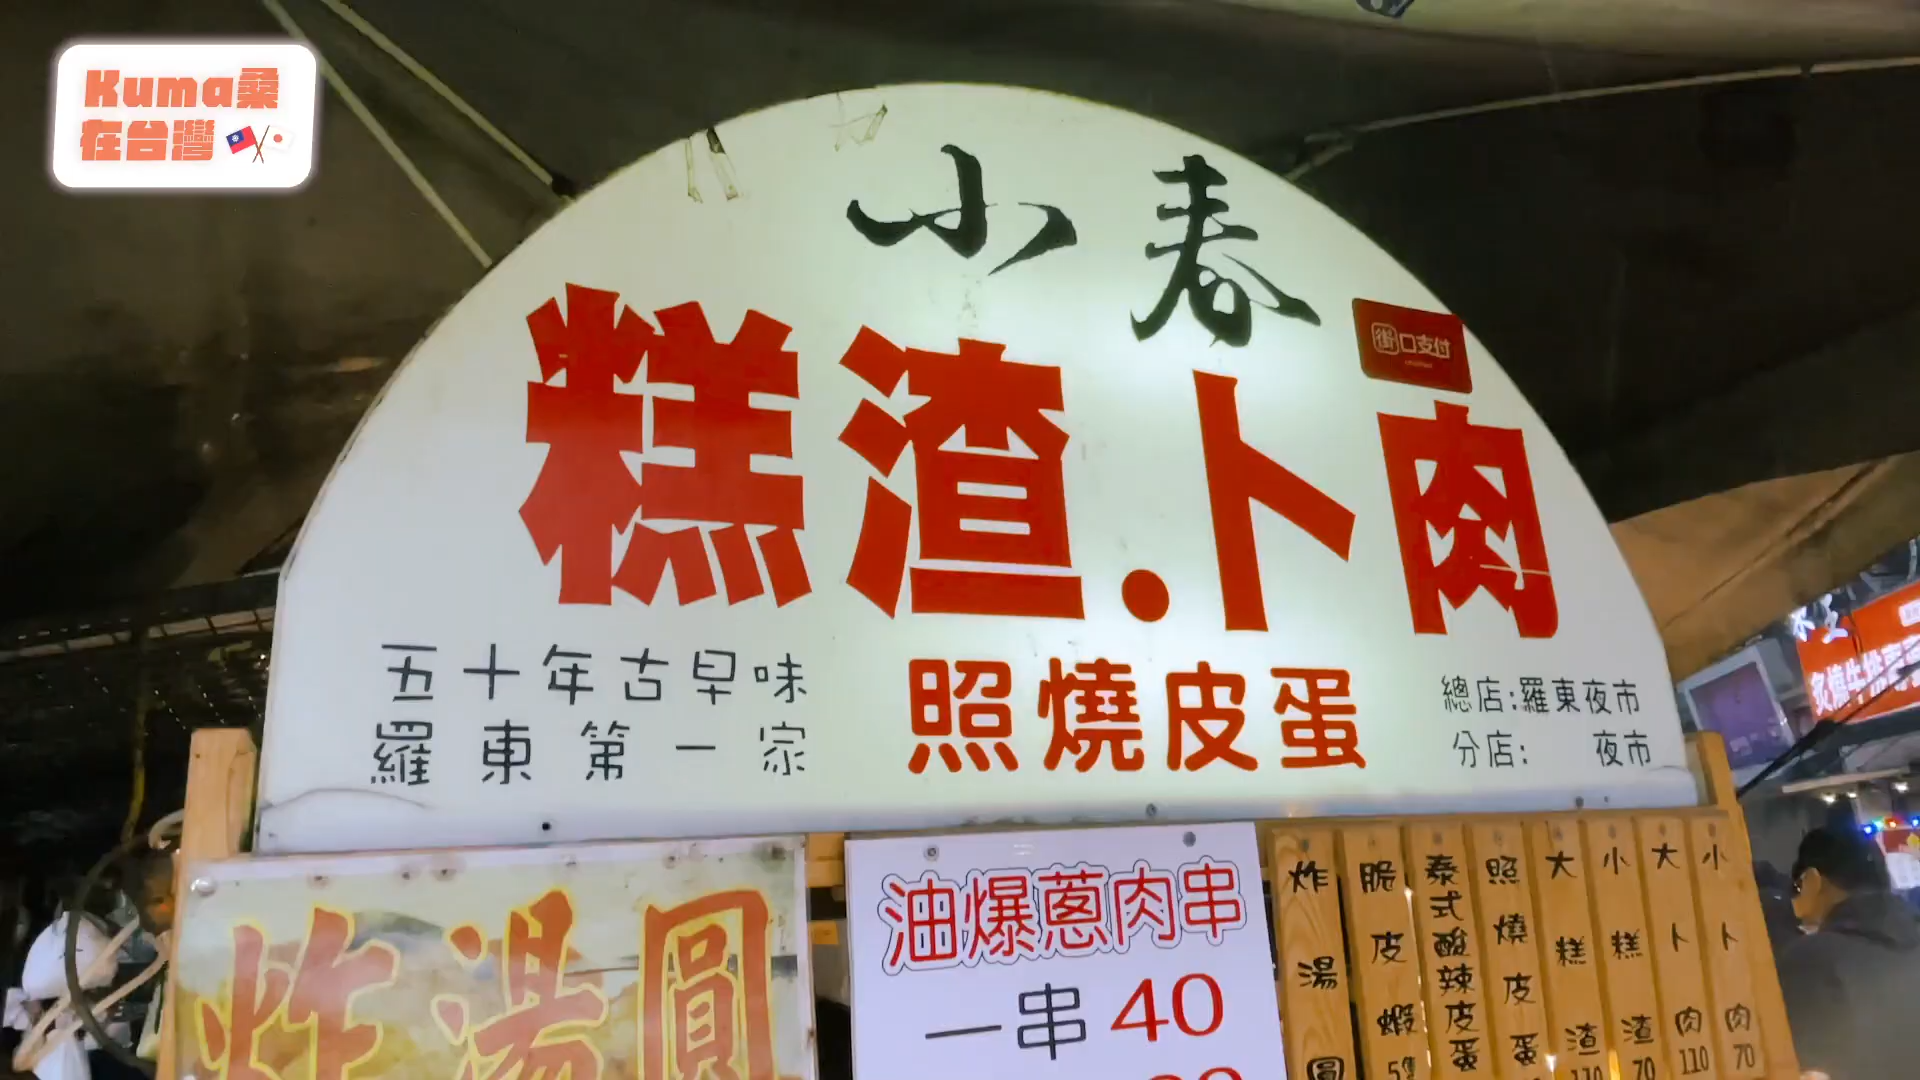 Kuma桑
在台灣
小春
街口支付
糕渣.卜肉
五十年古早味
羅東第一家
照燒皮蛋
總店:羅東夜市
分店: 夜市
炸湯圓
油爆蔥肉串
一串 40
炸湯圓
脆皮蝦 5隻
泰式酸辣皮蛋
照燒皮蛋
大糕渣 110
小糕渣 70
大卜肉 110
小卜肉 70